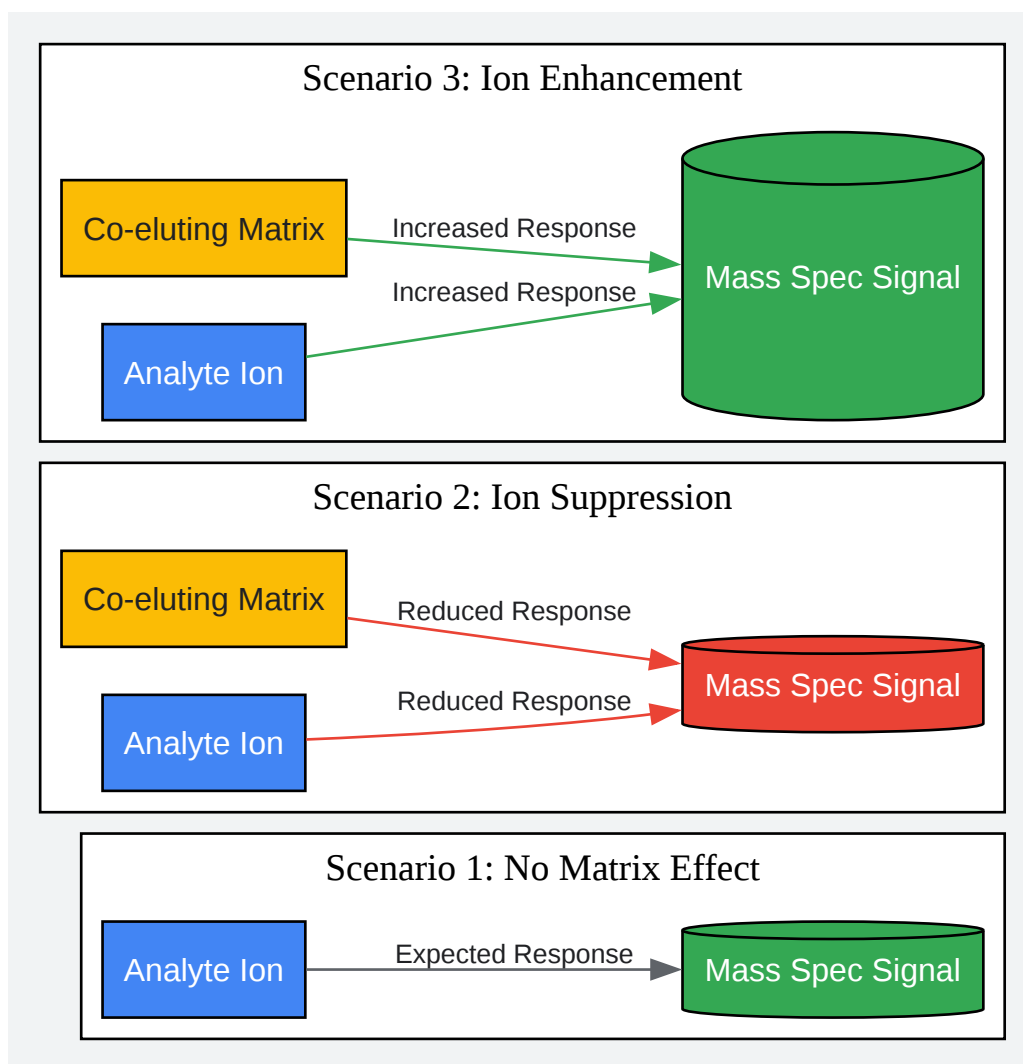 Scenario 3: Ion Enhancement
Co-eluting Matrix
Increased Response
Mass Spec Signal
Increased Response
Analyte Ion
Scenario 2: Ion Suppression
Co-eluting Matrix
Reduced Response
Mass Spec Signal
Reduced Response
Analyte Ion
Scenario 1: No Matrix Effect
Analyte Ion
Expected Response
Mass Spec Signal